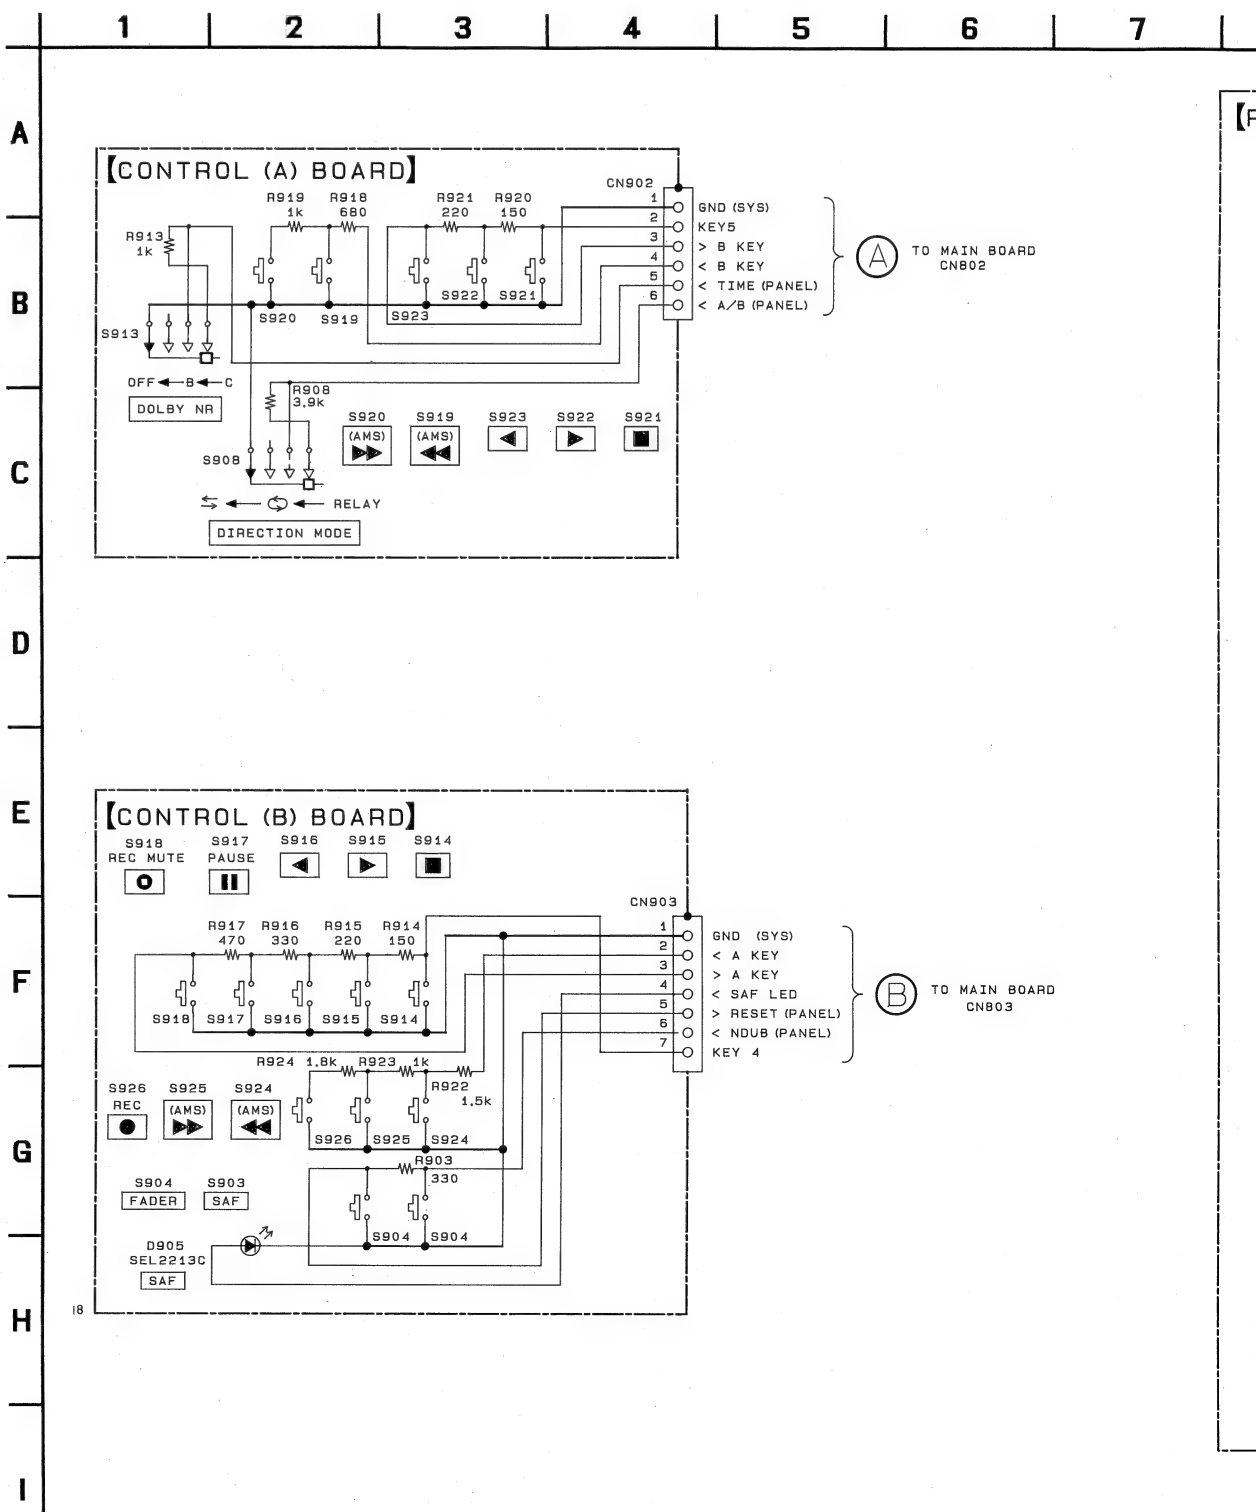 1 2 3 4 5 6 7
A
B
C
D
E
F
G
H
I
【CONTROL (A) BOARD】
CN902
R919 R918 R921 R920
1k 680 220 150
R913
1k
1 GND (SYS)
2 KEY5
3 > B KEY
4 < B KEY
5 < TIME (PANEL)
6 < A/B (PANEL)
A TO MAIN BOARD
CN802
S920 S919 S923 S922 S921
S913
OFF B C
DOLBY NR
R908
3.9k
S920 S919 S923 S922 S921
(AMS) (AMS)
S908
RELAY
DIRECTION MODE
【CONTROL (B) BOARD】
S918 S917 S916 S915 S914
REC MUTE PAUSE
CN903
R917 R916 R915 R914
470 330 220 150
1 GND (SYS)
2 < A KEY
3 > A KEY
4 < SAF LED
5 > RESET (PANEL)
6 < NDUB (PANEL)
7 KEY 4
B TO MAIN BOARD
CN803
S918 S917 S916 S915 S914
R924 1.8k R923 1k
R922
1.5k
S926 S925 S924
REC (AMS) (AMS)
S926 S925 S924
R903
330
S904 S903
FADER SAF
S904 S904
D905
SEL2213C
SAF
18
【F